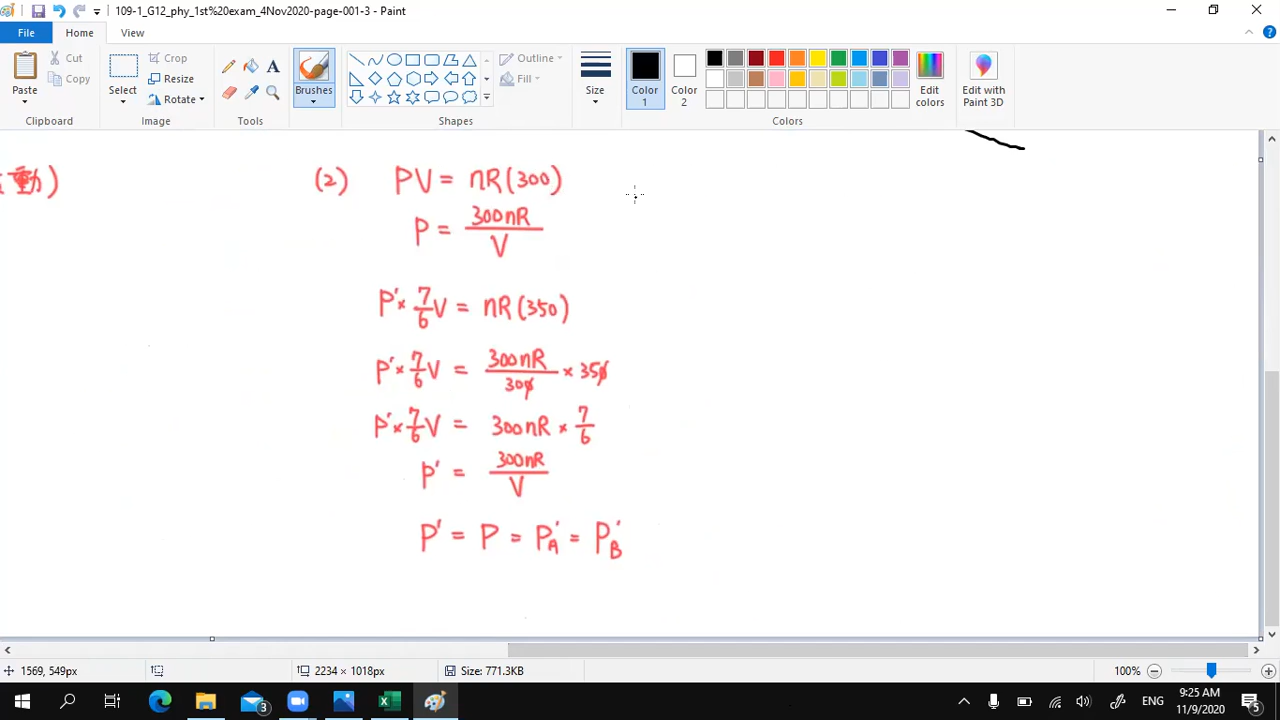 109-1_G12_phy_1st%20exam_4Nov2020-page-001-3 - Paint
File Home View
Paste Cut Copy Clipboard
Select Crop Resize Rotate Image
Tools
Brushes
Shapes Outline Fill
Size
Color 1 Color 2 Edit colors Edit with Paint 3D Colors
動)
(2) PV = nR(300)
P = 300nR / V
P' × 7/6 V = nR(350)
P' × 7/6 V = 300nR / 300 × 350
P' × 7/6 V = 300nR × 7/6
P' = 300nR / V
P' = P = P'A = P'B
1569, 549px 2234 × 1018px Size: 771.3KB 100%
3 ENG 9:25 AM 11/9/2020 5